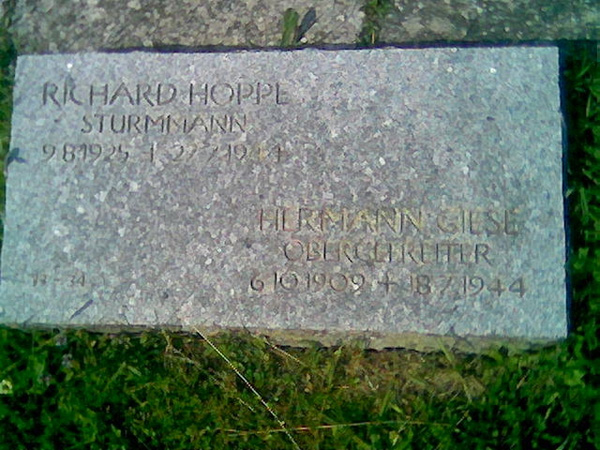 RICHARD HOPPE
STURMMANN
9.8.1925 + 27.7.1944
HERMANN GIESE
OBERGEFREITER
6.10.1909 + 18.7.1944